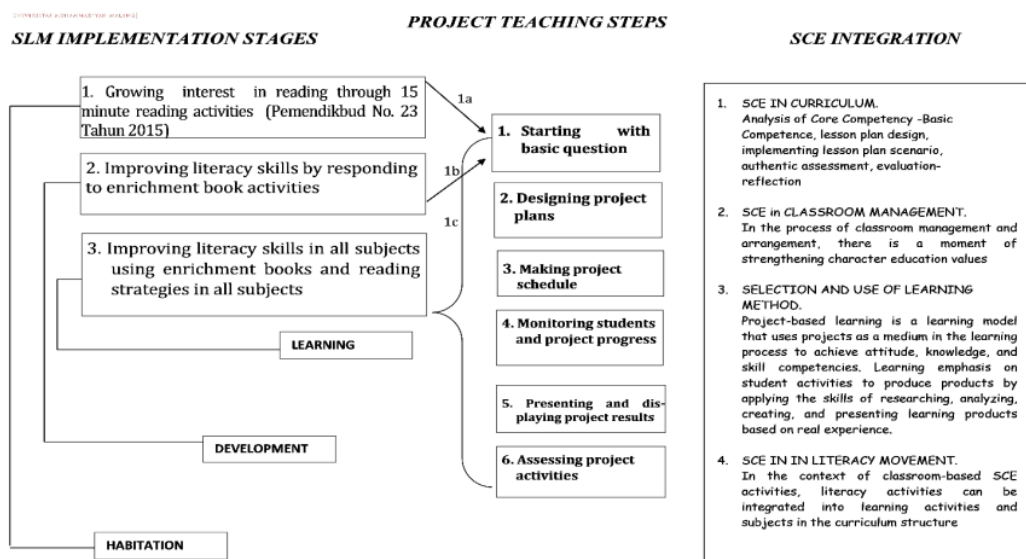 PROJECT TEACHING STEPS
SLM IMPLEMENTATION STAGES
SCE INTEGRATION
1. Growing interest in reading through 15
minute reading activities (Pemendikbud No. 23
Tahun 2015)
2. Improving literacy skills by responding
to enrichment book activities
3. Improving literacy skills in all subjects
using enrichment books and reading
strategies in all subjects
LEARNING
DEVELOPMENT
HABITATION
1a
1b
1c
1. Starting with
basic question
2. Designing project
plans
3. Making project
schedule
4. Monitoring students
and project progress
5. Presenting and dis-
playing project results
6. Assessing project
activities
1. SCE IN CURRICULUM.
Analysis of Core Competency -Basic
Competence, lesson plan design,
implementing lesson plan scenario,
authentic assessment, evaluation-
reflection
2. SCE in CLASSROOM MANAGEMENT.
In the process of classroom management and
arrangement, there is a moment of
strengthening character education values
3. SELECTION AND USE OF LEARNING
METHOD.
Project-based learning is a learning model
that uses projects as a medium in the learning
process to achieve attitude, knowledge, and
skill competencies. Learning emphasis on
student activities to produce products by
applying the skills of researching, analyzing,
creating, and presenting learning products
based on real experience.
4. SCE IN IN LITERACY MOVEMENT.
In the context of classroom-based SCE
activities, literacy activities can be
integrated into learning activities and
subjects in the curriculum structure